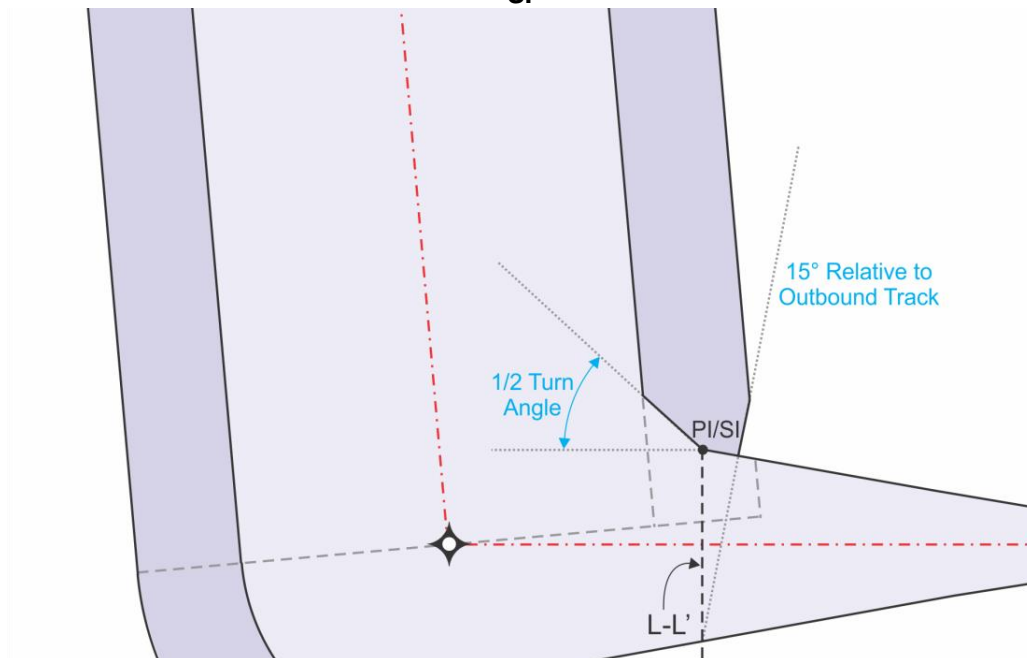 15° Relative to
Outbound Track
1/2 Turn
Angle
PI/SI
L-L’